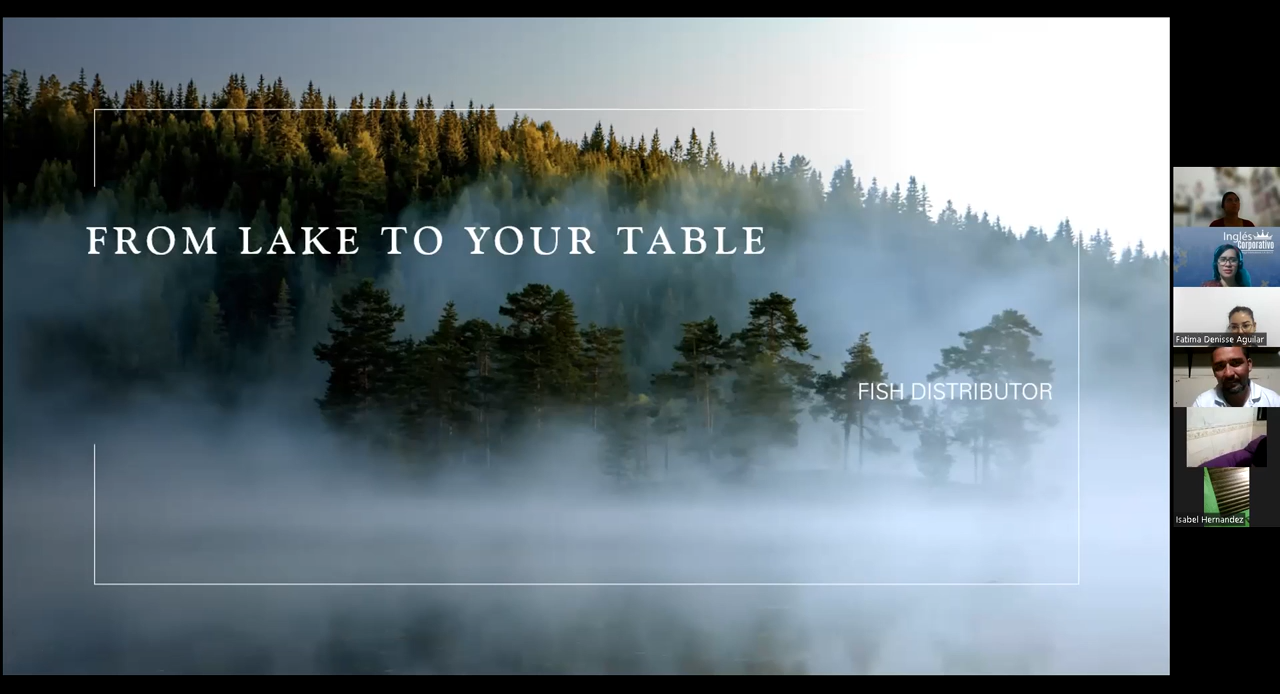 FROM LAKE TO YOUR TABLE
FISH DISTRIBUTOR
Inglés
Corporativo
Fatima Denisse Aguilar
Isabel Hernandez